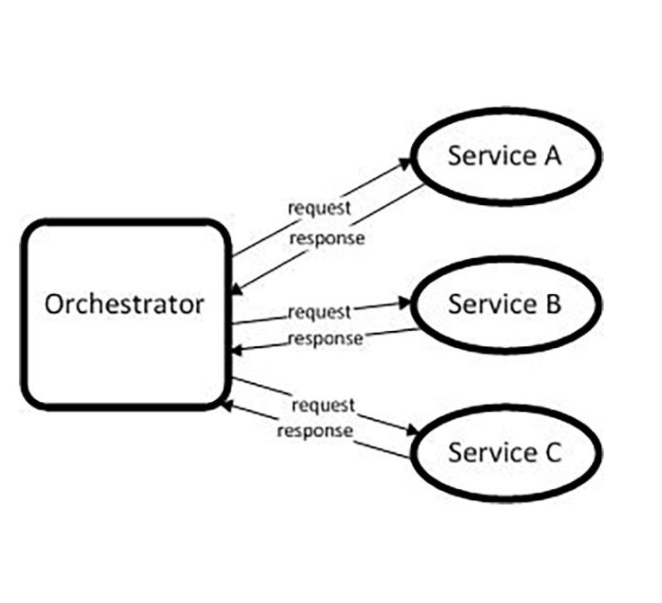 Service A
request
response
Orchestrator
request
Service B
response
request
response
Service C